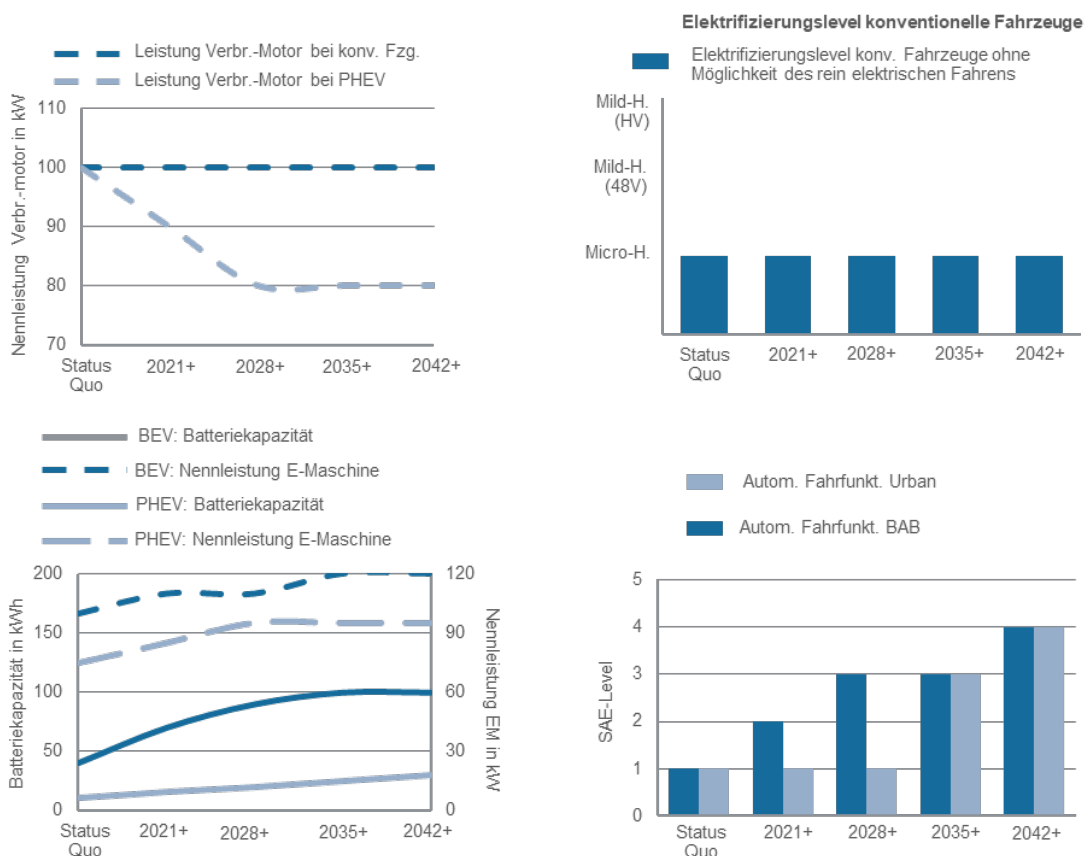 Leistung Verbr.-Motor bei konv. Fzg.
Leistung Verbr.-Motor bei PHEV
Nennleistung Verbr.-motor in kW
110
100
90
80
70
Status
Quo
2021+
2028+
2035+
2042+
Elektrifizierungslevel konventionelle Fahrzeuge
Elektrifizierungslevel konv. Fahrzeuge ohne
Möglichkeit des rein elektrischen Fahrens
Mild-H.
(HV)
Mild-H.
(48V)
Micro-H.
Status
Quo
2021+
2028+
2035+
2042+
BEV: Batteriekapazität
BEV: Nennleistung E-Maschine
PHEV: Batteriekapazität
PHEV: Nennleistung E-Maschine
Batteriekapazität in kWh
200
150
100
50
0
120
90
60
30
0
Nennleistung EM in kW
Status
Quo
2021+
2028+
2035+
2042+
Autom. Fahrfunkt. Urban
Autom. Fahrfunkt. BAB
SAE-Level
5
4
3
2
1
0
Status
Quo
2021+
2028+
2035+
2042+